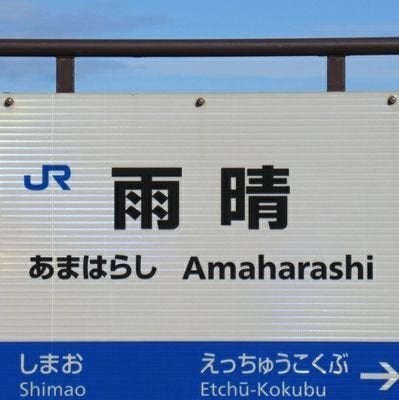 JR 雨晴
あまはらし Amaharashi
しまお えっちゅうこくぶ
Shimao Etchū-Kokubu →